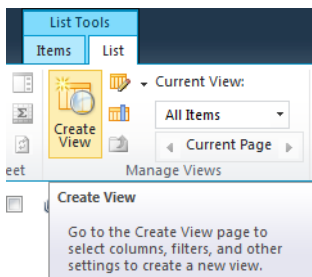 List Tools
Items List
Current View:
All Items
Create
View
Current Page
eet
Manage Views
Create View
Go to the Create View page to
select columns, filters, and other
settings to create a new view.